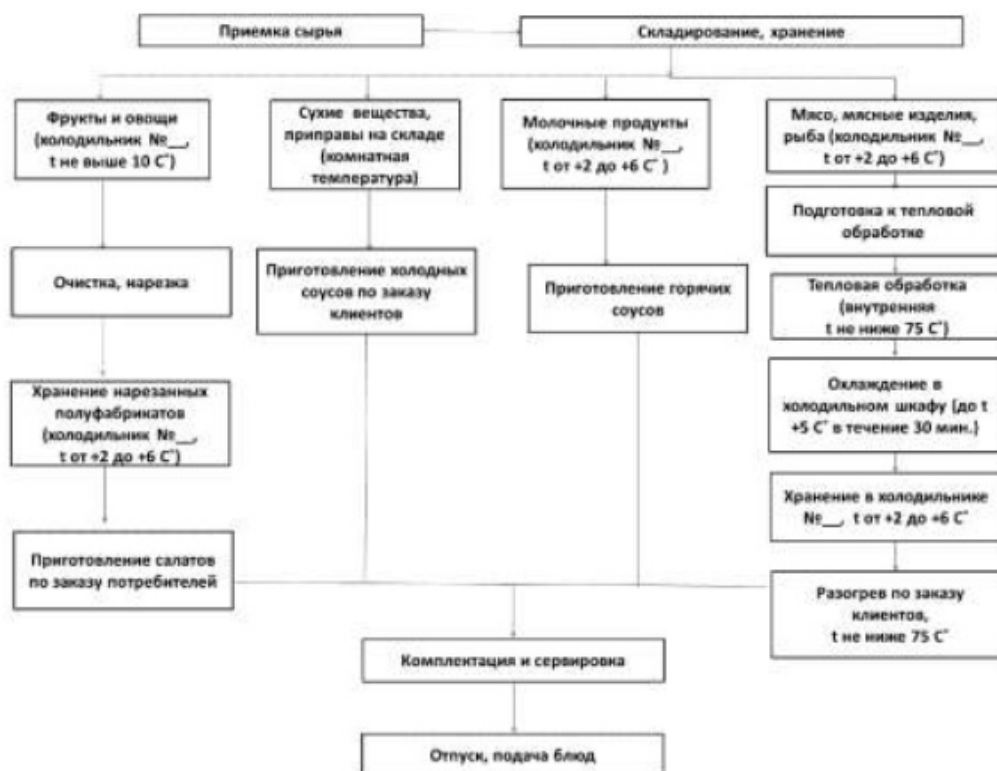 Приемка сырья
Складирование, хранение
Фрукты и овощи
(холодильник №__,
t не выше 10 С˚)
Сухие вещества,
приправы на складе
(комнатная
температура)
Молочные продукты
(холодильник №__,
t от +2 до +6 С˚ )
Мясо, мясные изделия,
рыба (холодильник №__,
t от +2 до +6 С˚)
Подготовка к тепловой
обработке
Очистка, нарезка
Приготовление холодных
соусов по заказу
клиентов
Приготовление горячих
соусов
Тепловая обработка
(внутренняя
t не ниже 75 С˚)
Хранение нарезанных
полуфабрикатов
(холодильник №__,
t от +2 до +6 С˚)
Охлаждение в
холодильном шкафу (до t
+5 С˚ в течение 30 мин.)
Хранение в холодильнике
№__, t от +2 до +6 С˚
Приготовление салатов
по заказу потребителей
Разогрев по заказу
клиентов,
t не ниже 75 С˚
Комплектация и сервировка
Отпуск, подача блюд